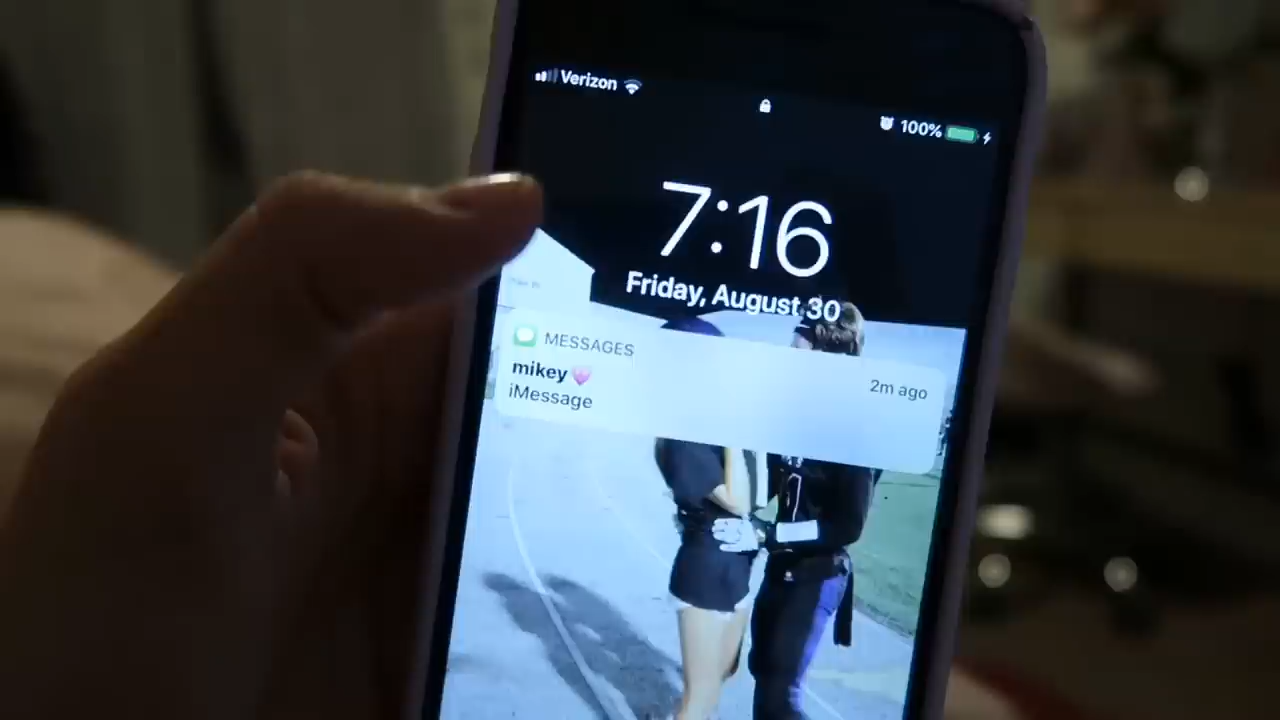 Verizon
100%
7:16
Friday, August 30
MESSAGES
mikey
2m ago
iMessage